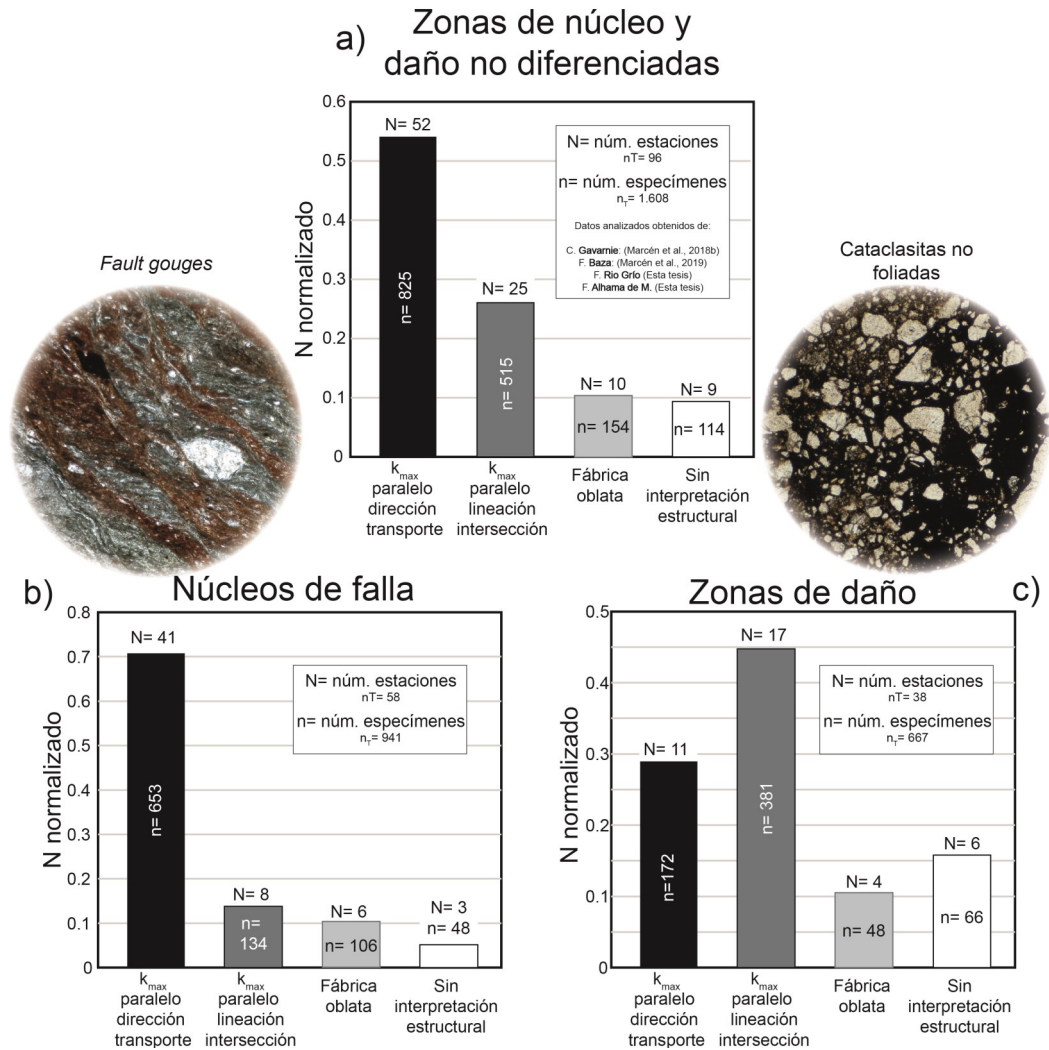 a)
Zonas de núcleo y
daño no diferenciadas
N normalizado
0.6
0.5
0.4
0.3
0.2
0.1
0
N= 52
n= 825
N= 25
n= 515
N= 10
n= 154
N= 9
n= 114
N= núm. estaciones
nT= 96
n= núm. especímenes
nT= 1.608
Datos analizados obtenidos de:
C. Gavarnie: (Marcén et al., 2018b)
F. Baza: (Marcén et al., 2019)
F. Rio Grío (Esta tesis)
F. Alhama de M. (Esta tesis)
kmax
paralelo
dirección
transporte
kmax
paralelo
lineación
intersección
Fábrica
oblata
Sin
interpretación
estructural
Fault gouges
Cataclasitas no
foliadas
b)
Núcleos de falla
N normalizado
0.8
0.7
0.6
0.5
0.4
0.3
0.2
0.1
0
N= 41
n= 653
N= 8
n=
134
N= 6
n= 106
N= 3
n= 48
N= núm. estaciones
nT= 58
n= núm. especímenes
nT= 941
kmax
paralelo
dirección
transporte
kmax
paralelo
lineación
intersección
Fábrica
oblata
Sin
interpretación
estructural
Zonas de daño
c)
N normalizado
0.5
0.4
0.3
0.2
0.1
0
N= 11
n=172
N= 17
n= 381
N= 4
n= 48
N= 6
n= 66
N= núm. estaciones
nT= 38
n= núm. especímenes
nT= 667
kmax
paralelo
dirección
transporte
kmax
paralelo
lineación
intersección
Fábrica
oblata
Sin
interpretación
estructural